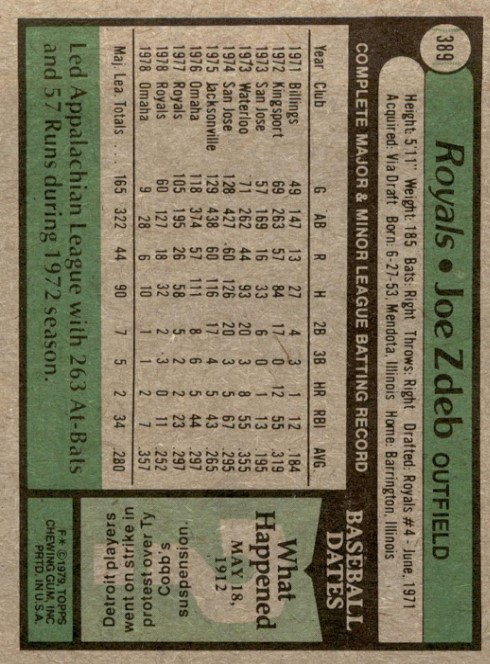 389
Royals • Joe Zdeb OUTFIELD
Height: 5'11" Weight: 185 Bats: Right Throws: Right Drafted: Royals #4 - June, 1971
Acquired: Via Draft Born: 6-27-53, Mendota, Illinois Home: Barrington, Illinois
COMPLETE MAJOR & MINOR LEAGUE BATTING RECORD
Year Club G AB R H 2B 3B HR RBI AVG
1971 Billings 49 147 13 27 4 3 1 12 .184
1972 Kingsport 69 263 57 84 17 0 12 55 .319
1973 San Jose 57 169 16 33 6 0 1 13 .195
1973 Waterloo 71 262 44 93 20 3 8 55 .355
1974 San Jose 128 427 60 126 20 3 5 67 .295
1975 Jacksonville 129 438 60 116 17 4 5 43 .265
1976 Omaha 118 374 57 111 8 6 5 44 .297
1977 Royals 105 195 26 58 5 2 2 23 .297
1978 Royals 60 127 18 32 2 3 0 11 .252
1978 Omaha 9 28 6 10 1 1 2 7 .357
Maj. Lea. Totals . . . 165 322 44 90 7 5 2 34 .280
Led Appalachian League with 263 At-Bats
and 57 Runs during 1972 season.
BASEBALL
DATES
What
Happened
MAY 18,
1912
Detroit players
went on strike in
protest over Ty
Cobb's
suspension.
F* © 1979, TOPPS
CHEWING GUM, INC
PRTD. IN U.S.A.